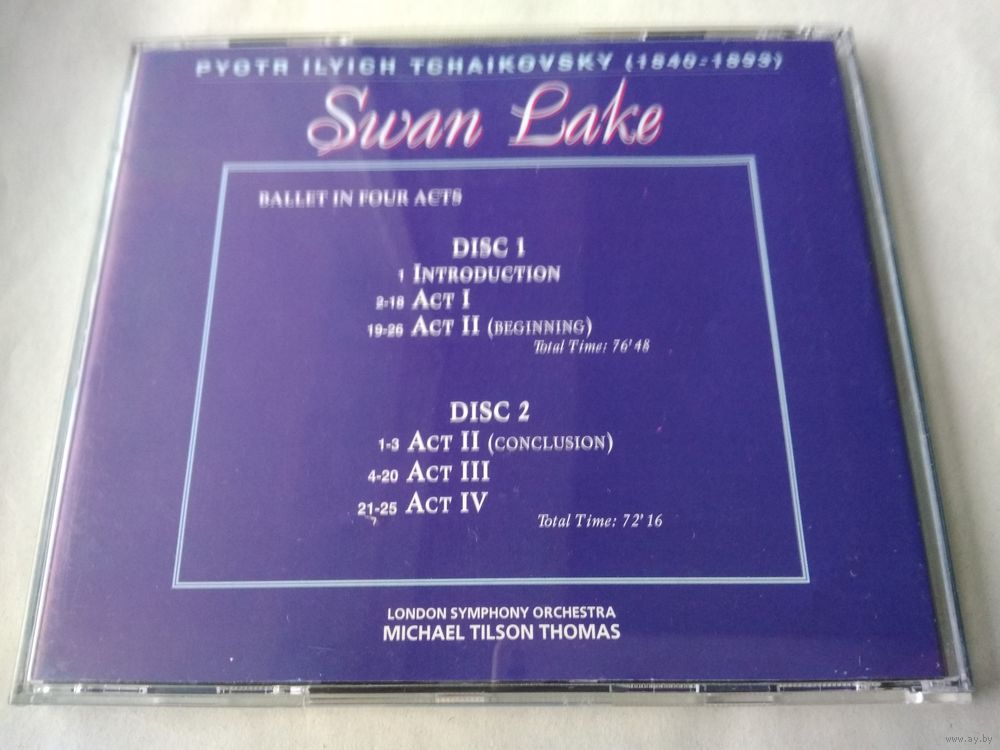 PYOTR ILYICH TCHAIKOVSKY (1840-1893)
Swan Lake
BALLET IN FOUR ACTS
DISC 1
1 INTRODUCTION
2-18 ACT I
19-26 ACT II (BEGINNING)
Total Time: 76'48
DISC 2
1-3 ACT II (CONCLUSION)
4-20 ACT III
21-25 ACT IV
Total Time: 72'16
LONDON SYMPHONY ORCHESTRA
MICHAEL TILSON THOMAS
www.ay.by